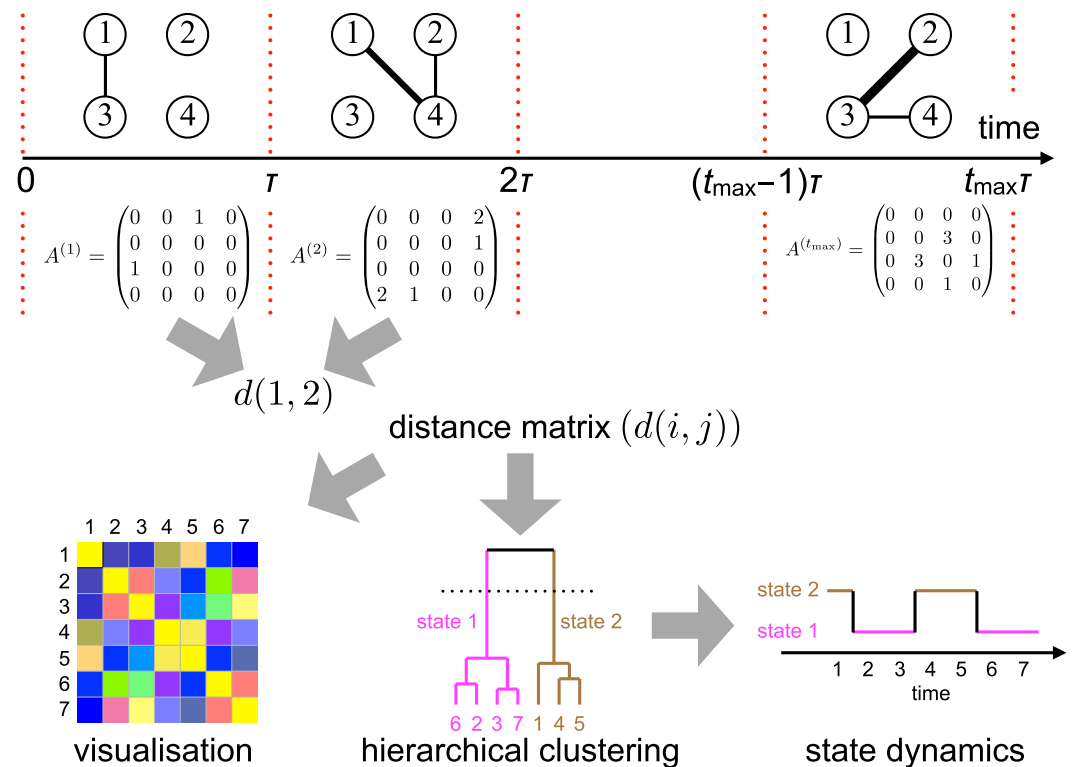 1 2 1 2 1 2
3 4 3 4 3 4
time
0 τ 2τ (tmax−1)τ tmaxτ
A(1) = (0 0 1 0
0 0 0 0
1 0 0 0
0 0 0 0)
A(2) = (0 0 0 2
0 0 0 1
0 0 0 0
2 1 0 0)
A(tmax) = (0 0 0 0
0 0 3 0
0 3 0 1
0 0 1 0)
d(1, 2)
distance matrix (d(i, j))
1 2 3 4 5 6 7
1
2
3
4
5
6
7
visualisation
state 1 state 2
6 2 3 7 1 4 5
hierarchical clustering
state 2
state 1
1 2 3 4 5 6 7
time
state dynamics